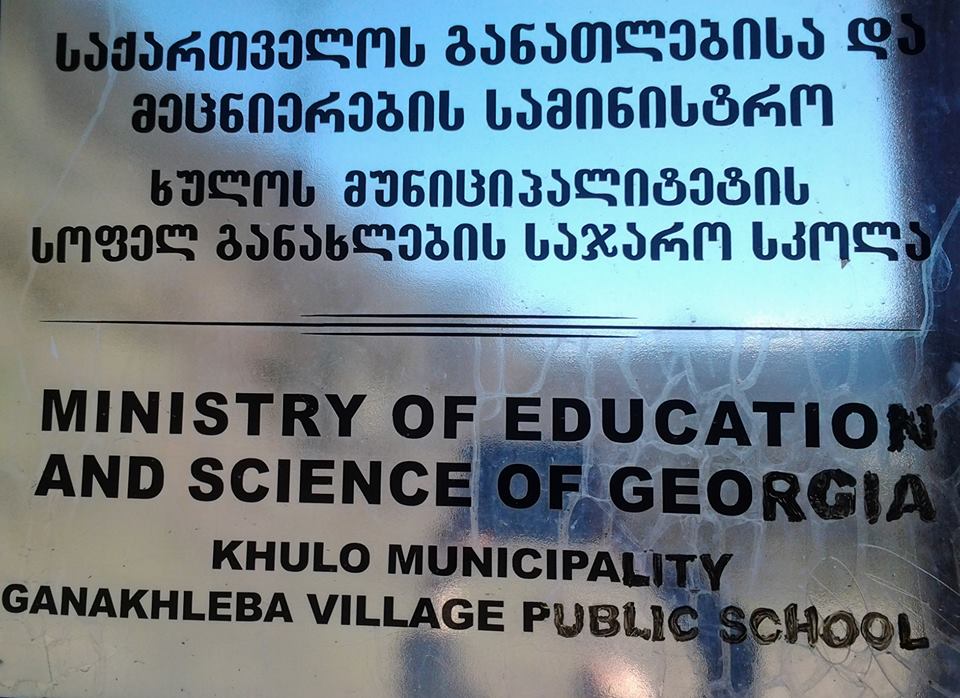 საქართველოს განათლებისა და
მეცნიერების სამინისტრო
ხულოს მუნიციპალიტეტის
სოფელ განახლების საჯარო სკოლა
MINISTRY OF EDUCATION
AND SCIENCE OF GEORGIA
KHULO MUNICIPALITY
GANAKHLEBA VILLAGE PUBLIC SCHOOL